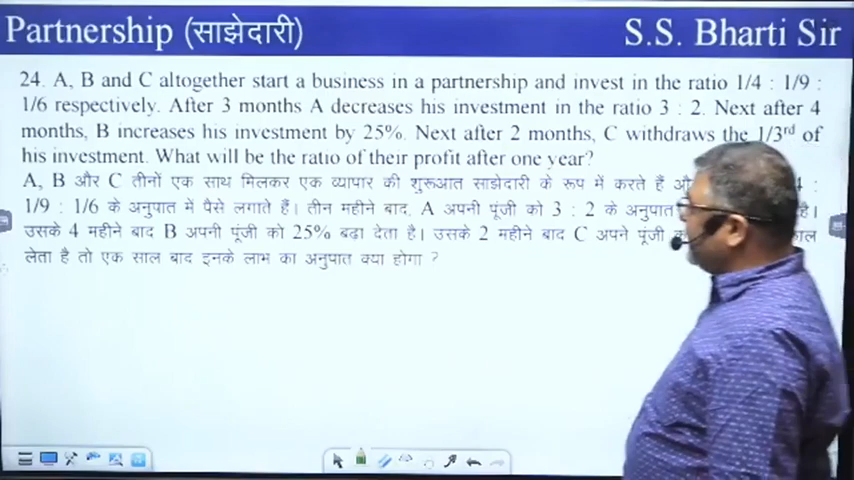 Partnership (साझेदारी)
S.S. Bharti Sir
24. A, B and C altogether start a business in a partnership and invest in the ratio 1/4 : 1/9 :
1/6 respectively. After 3 months A decreases his investment in the ratio 3 : 2. Next after 4
months, B increases his investment by 25%. Next after 2 months, C withdraws the 1/3rd of
his investment. What will be the ratio of their profit after one year?
A, B और C तीनों एक साथ मिलकर एक व्यापार की शुरूआत साझेदारी के रूप में करते हैं 4 :
1/9 : 1/6 के अनुपात में पैसे लगाते हैं। तीन महीने बाद, A अपनी पूंजी को 3 : 2 के अनुपात है।
उसके 4 महीने बाद B अपनी पूंजी को 25% बढ़ा देता है। उसके 2 महीने बाद C अपने पूंजी
लेता है तो एक साल बाद इनके लाभ का अनुपात क्या होगा ?